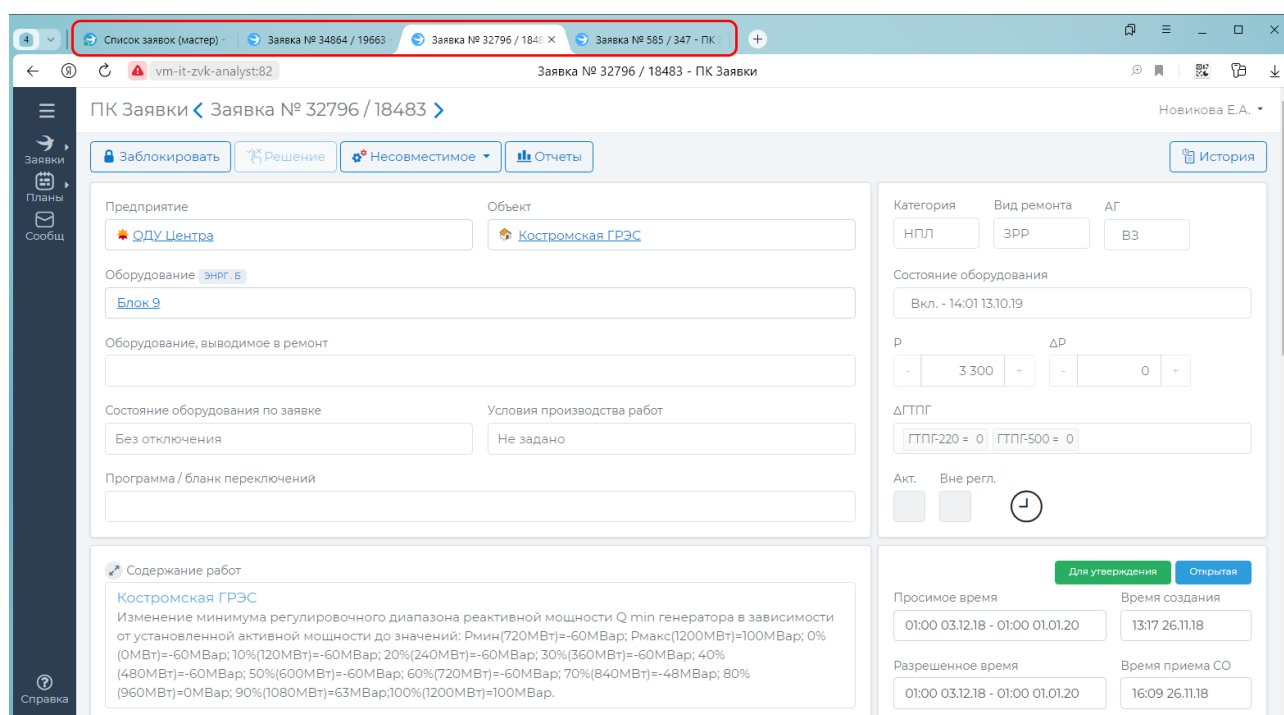 4
Список заявок (мастер) -
Заявка № 34864 / 19663
Заявка № 32796 / 1848
Заявка № 585 / 347 - ПК З
vm-it-zvk-analyst:82
Заявка № 32796 / 18483 - ПК Заявки
ПК Заявки
Заявка № 32796 / 18483
Новикова Е.А.
Заявки
Планы
Сообщ
Справка
Заблокировать
Решение
Несовместимое
Отчеты
История
Предприятие
Объект
ОДУ Центра
Костромская ГРЭС
Оборудование ЭНРГ. Б
Блок 9
Оборудование, выводимое в ремонт
Состояние оборудования по заявке
Условия производства работ
Без отключения
Не задано
Программа / бланк переключений
Категория
Вид ремонта
АГ
НПЛ
ЗРР
ВЗ
Состояние оборудования
Вкл. - 14:01 13.10.19
Р
ΔР
- 3 300 +
- 0 +
ΔГТПГ
ГТПГ-220 = 0 ГТПГ-500 = 0
Акт.
Вне регл.
Содержание работ
Костромская ГРЭС
Изменение минимума регулировочного диапазона реактивной мощности Q min генератора в зависимости
от установленной активной мощности до значений: Рмин(720МВт)=-60МВар; Рмакс(1200МВт)=100МВар; 0%
(0МВт)=-60МВар; 10%(120МВт)=-60МВар; 20%(240МВт)=-60МВар; 30%(360МВт)=-60МВар; 40%
(480МВт)=-60МВар; 50%(600МВт)=-60МВар; 60%(720МВт)=-60МВар; 70%(840МВт)=-48МВар; 80%
(960МВт)=0МВар; 90%(1080МВт)=63МВар;100%(1200МВт)=100МВар.
Для утверждения
Открытая
Просимое время
Время создания
01:00 03.12.18 - 01:00 01.01.20
13:17 26.11.18
Разрешенное время
Время приема СО
01:00 03.12.18 - 01:00 01.01.20
16:09 26.11.18